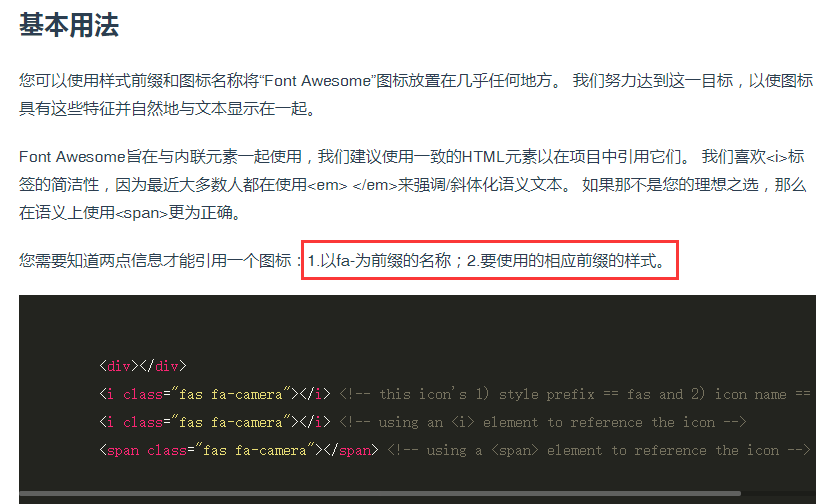 基本用法
您可以使用样式前缀和图标名称将“Font Awesome”图标放置在几乎任何地方。 我们努力达到这一目标，以使图标
具有这些特征并自然地与文本显示在一起。
Font Awesome旨在与内联元素一起使用，我们建议使用一致的HTML元素以在项目中引用它们。 我们喜欢<i>标
签的简洁性，因为最近大多数人都在使用<em> </em>来强调/斜体化语义文本。 如果那不是您的理想之选，那么
在语义上使用<span>更为正确。
您需要知道两点信息才能引用一个图标：1.以fa-为前缀的名称；2.要使用的相应前缀的样式。
<div></div>
<i class="fas fa-camera"></i> <!-- this icon's 1) style prefix == fas and 2) icon name ==
<i class="fas fa-camera"></i> <!-- using an <i> element to reference the icon -->
<span class="fas fa-camera"></span> <!-- using a <span> element to reference the icon -->